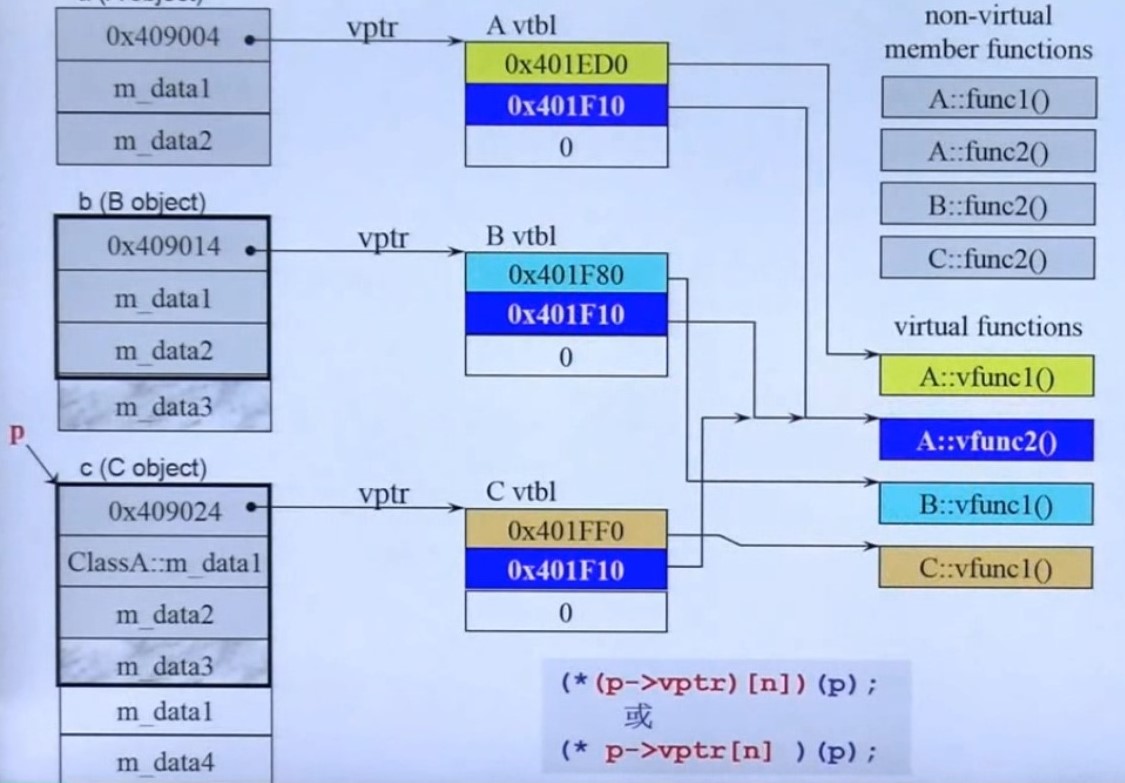 0x409004
m_data1
m_data2
vptr
A vtbl
0x401ED0
0x401F10
0
non-virtual
member functions
A::func1()
A::func2()
B::func2()
C::func2()
b (B object)
0x409014
m_data1
m_data2
m_data3
vptr
B vtbl
0x401F80
0x401F10
0
virtual functions
A::vfunc1()
A::vfunc2()
B::vfunc1()
C::vfunc1()
p
c (C object)
0x409024
ClassA::m_data1
m_data2
m_data3
m_data1
m_data4
vptr
C vtbl
0x401FF0
0x401F10
0
(*(p->vptr)[n])(p);
或
(* p->vptr[n] )(p);